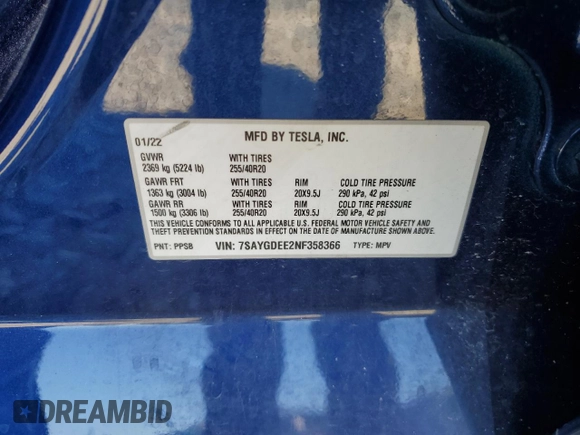 01/22 MFD BY TESLA, INC.
GVWR WITH TIRES
2369 kg (5224 lb) 255/40R20
GAWR FRT WITH TIRES RIM COLD TIRE PRESSURE
1363 kg (3004 lb) 255/40R20 20X9.5J 290 kPa, 42 psi
GAWR RR WITH TIRES RIM COLD TIRE PRESSURE
1500 kg (3306 lb) 255/40R20 20X9.5J 290 kPa, 42 psi
THIS VEHICLE CONFORMS TO ALL APPLICABLE U.S. FEDERAL MOTOR VEHICLE SAFETY AND
THEFT PREVENTION STANDARDS IN EFFECT ON THE DATE OF MANUFACTURE SHOWN ABOVE.
PNT: PPSB VIN: 7SAYGDEE2NF358366 TYPE: MPV
DREAMBID